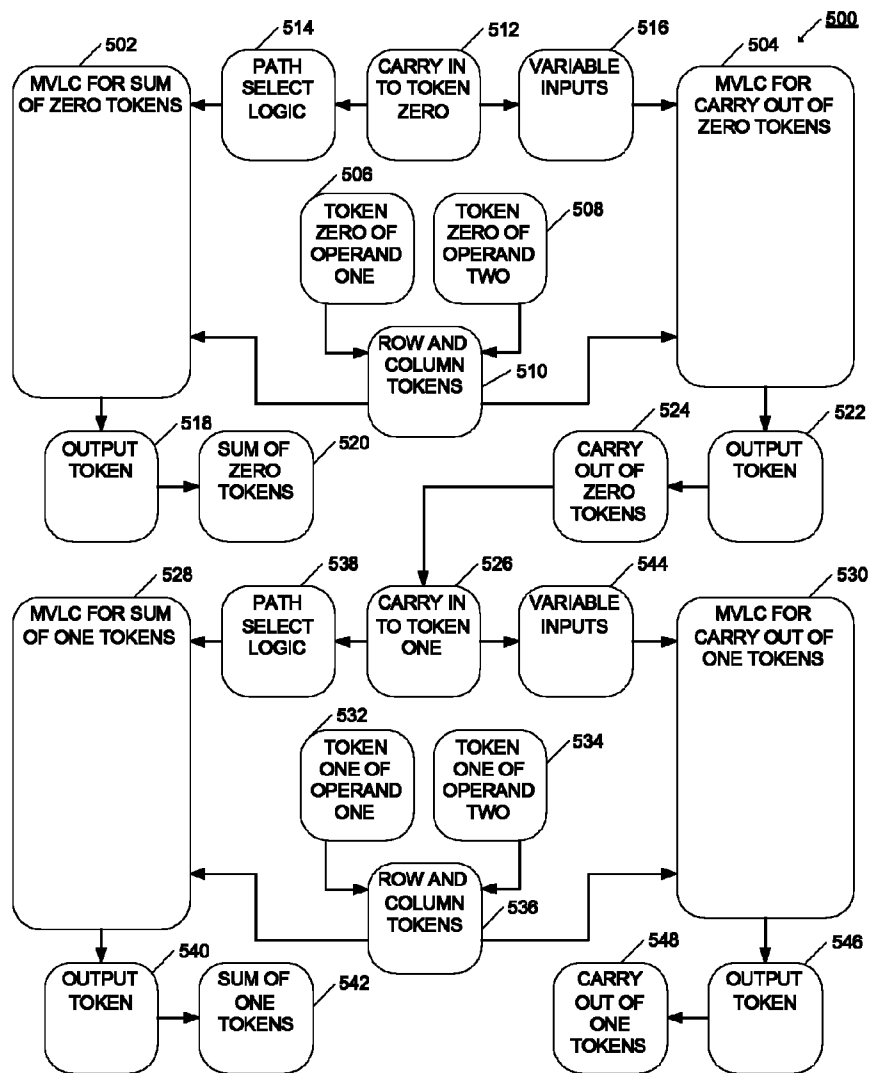 500
502
514
512
516
504
MVLC FOR SUM
OF ZERO TOKENS
PATH
SELECT
LOGIC
CARRY IN
TO TOKEN
ZERO
VARIABLE
INPUTS
MVLC FOR
CARRY OUT OF
ZERO TOKENS
506
TOKEN
ZERO OF
OPERAND
ONE
508
TOKEN
ZERO OF
OPERAND
TWO
ROW AND
COLUMN
TOKENS
510
518
OUTPUT
TOKEN
SUM OF
ZERO
TOKENS
520
524
CARRY
OUT OF
ZERO
TOKENS
OUTPUT
TOKEN
522
528
538
526
544
530
MVLC FOR SUM
OF ONE TOKENS
PATH
SELECT
LOGIC
CARRY IN
TO TOKEN
ONE
VARIABLE
INPUTS
MVLC FOR
CARRY OUT OF
ONE TOKENS
532
TOKEN
ONE OF
OPERAND
ONE
534
TOKEN
ONE OF
OPERAND
TWO
ROW AND
COLUMN
TOKENS
536
540
OUTPUT
TOKEN
SUM OF
ONE
TOKENS
542
548
CARRY
OUT OF
ONE
TOKENS
OUTPUT
TOKEN
546